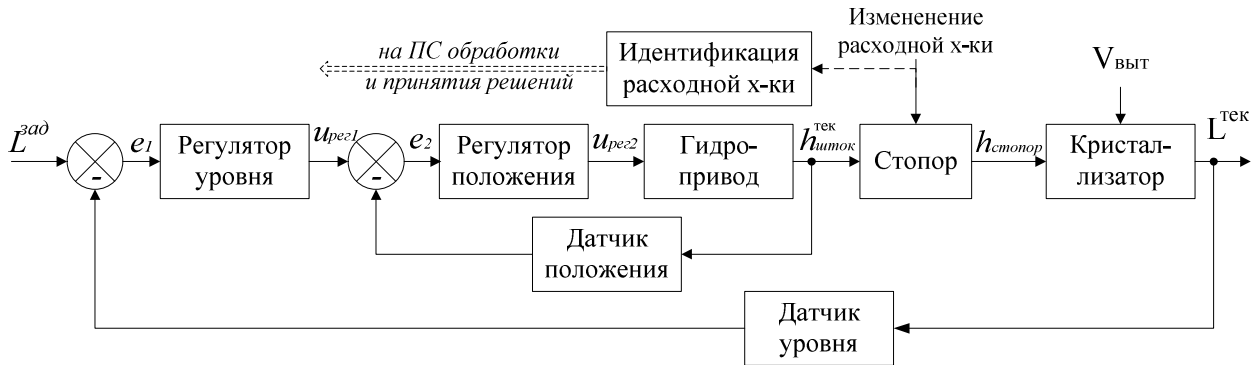 Измененение
расходной х-ки
на ПС обработки
и принятия решений
Идентификация
расходной х-ки
Vвыт
Lзад
e1
Регулятор
уровня
uрег1
e2
Регулятор
положения
uрег2
Гидро-
привод
hтекшток
Стопор
hстопор
Кристал-
лизатор
Lтек
-
-
Датчик
положения
Датчик
уровня